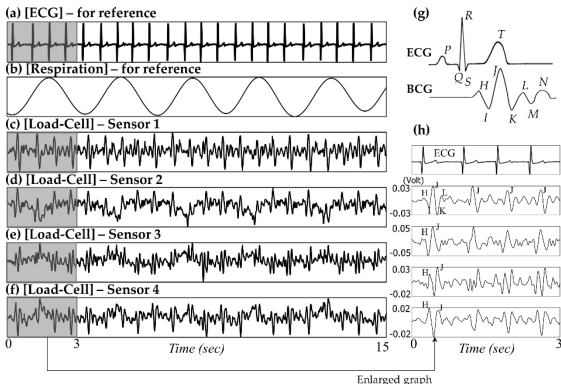 (a) [ECG] – for reference
(b) [Respiration] – for reference
(c) [Load-Cell] – Sensor 1
(d) [Load-Cell] – Sensor 2
(e) [Load-Cell] – Sensor 3
(f) [Load-Cell] – Sensor 4
0 3 Time (sec) 15
Enlarged graph
(g)
R
P T
ECG
Q S
J
BCG H L N
I K M
(h)
ECG
(Volt)
0.03 H J L J J J
-0.03 I K
0.05 H J
-0.05
0.03 H J
-0.02
0.02 H J
-0.02
0 Time (sec) 3